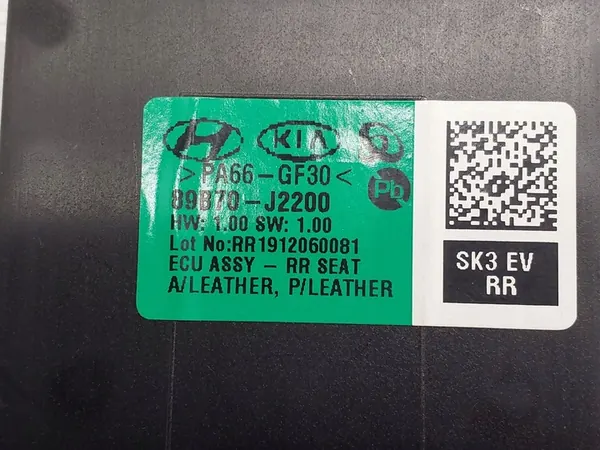 KIA
>PA66-GF30<
Pb
89B70-J2200
HW: 1.00 SW: 1.00
Lot No:RR1912060081
ECU ASSY - RR SEAT
A/LEATHER, P/LEATHER
SK3 EV
RR